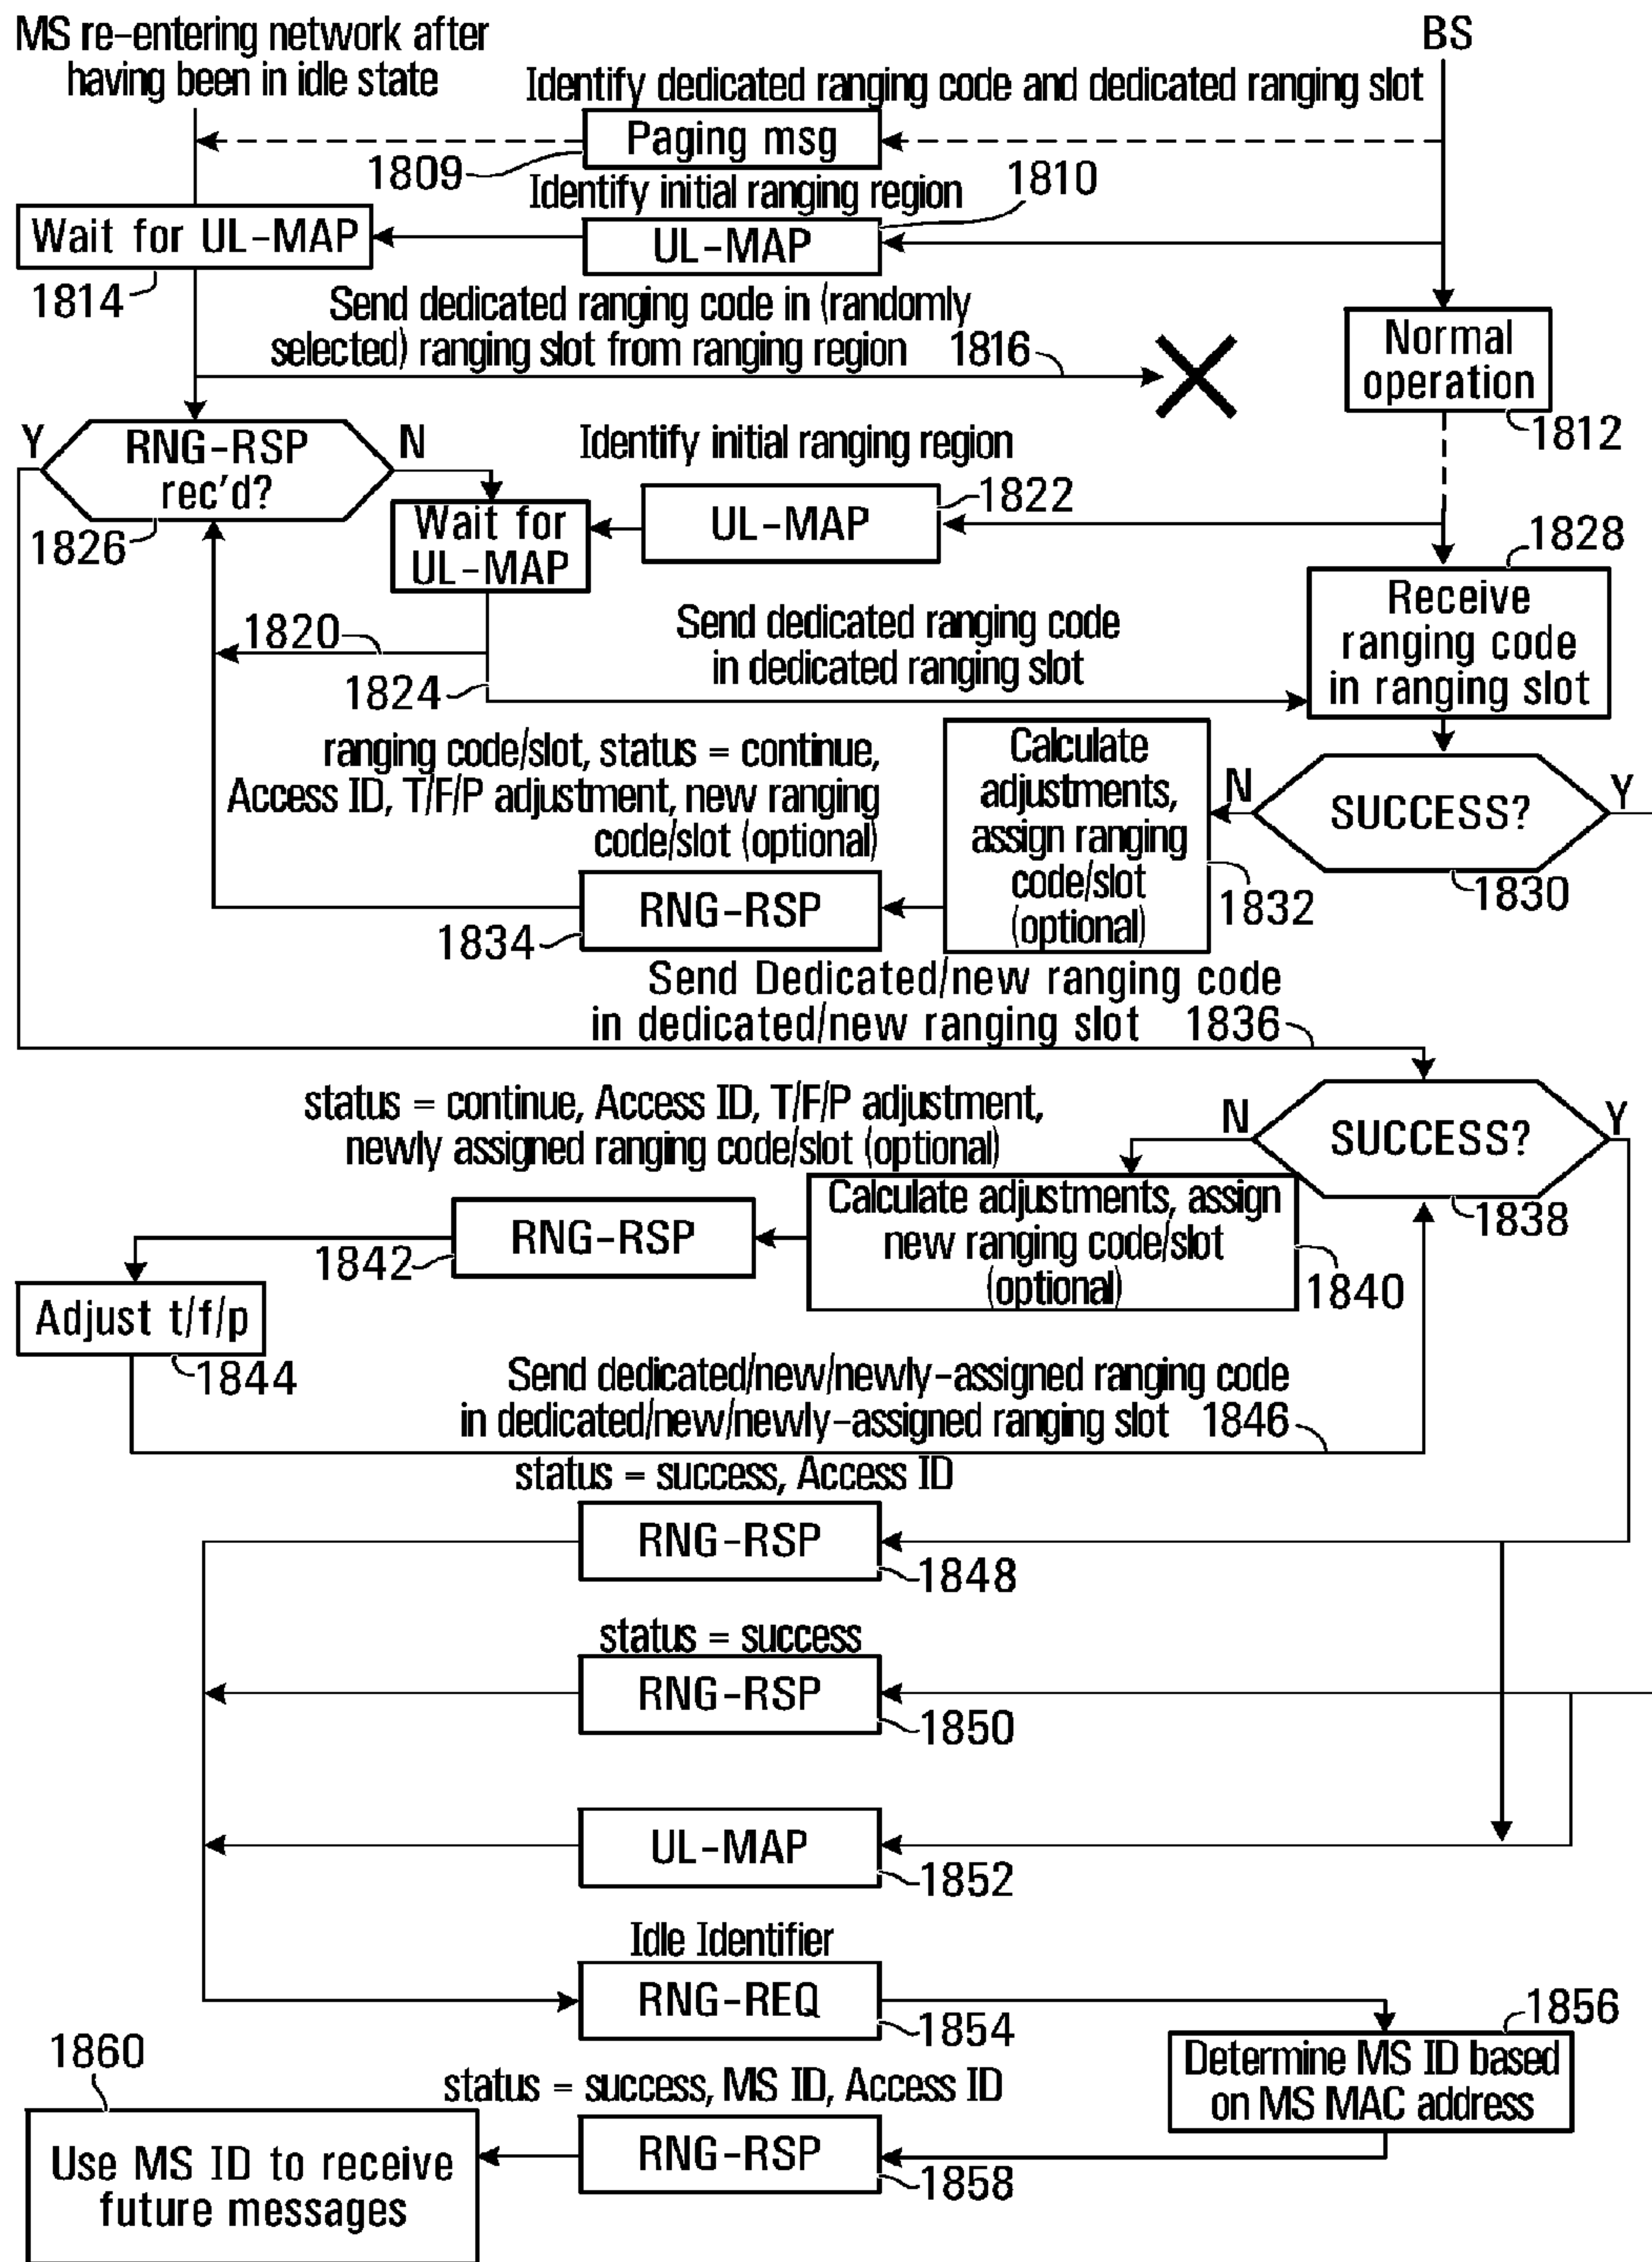 MS re-entering network after
having been in idle state
BS
Identify dedicated ranging code and dedicated ranging slot
Paging msg
1809
Identify initial ranging region
1810
Wait for UL-MAP
UL-MAP
1814
Send dedicated ranging code in (randomly
selected) ranging slot from ranging region
1816
Normal
operation
1812
Y
RNG-RSP
rec'd?
N
1826
Identify initial ranging region
Wait for
UL-MAP
UL-MAP
1822
1828
Receive
ranging code
in ranging slot
1820
1824
Send dedicated ranging code
in dedicated ranging slot
ranging code/slot, status = continue,
Access ID, T/F/P adjustment, new ranging
code/slot (optional)
Calculate
adjustments,
assign ranging
code/slot
(optional)
1832
N
SUCCESS?
Y
1830
RNG-RSP
1834
Send Dedicated/new ranging code
in dedicated/new ranging slot
1836
status = continue, Access ID, T/F/P adjustment,
newly assigned ranging code/slot (optional)
N
SUCCESS?
Y
1838
RNG-RSP
1842
Calculate adjustments, assign
new ranging code/slot
(optional)
1840
Adjust t/f/p
1844
Send dedicated/new/newly-assigned ranging code
in dedicated/new/newly-assigned ranging slot
1846
status = success, Access ID
RNG-RSP
1848
status = success
RNG-RSP
1850
UL-MAP
1852
Idle Identifier
RNG-REQ
1854
1856
Determine MS ID based
on MS MAC address
1860
status = success, MS ID, Access ID
RNG-RSP
1858
Use MS ID to receive
future messages